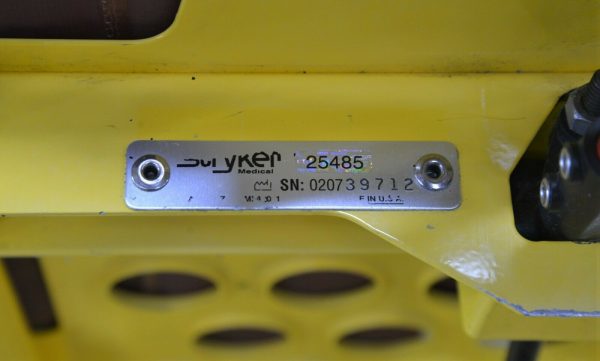 stryker 25485
Medical
SN: 020739712
IN U.S.A.